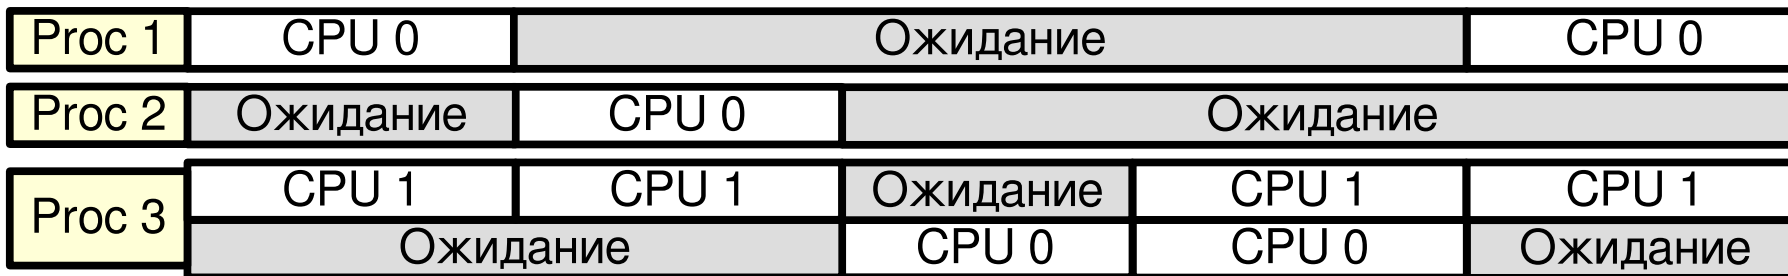 Proc 1 CPU 0 Ожидание CPU 0
Proc 2 Ожидание CPU 0 Ожидание
Proc 3 CPU 1 CPU 1 Ожидание CPU 1 CPU 1
Ожидание CPU 0 CPU 0 Ожидание